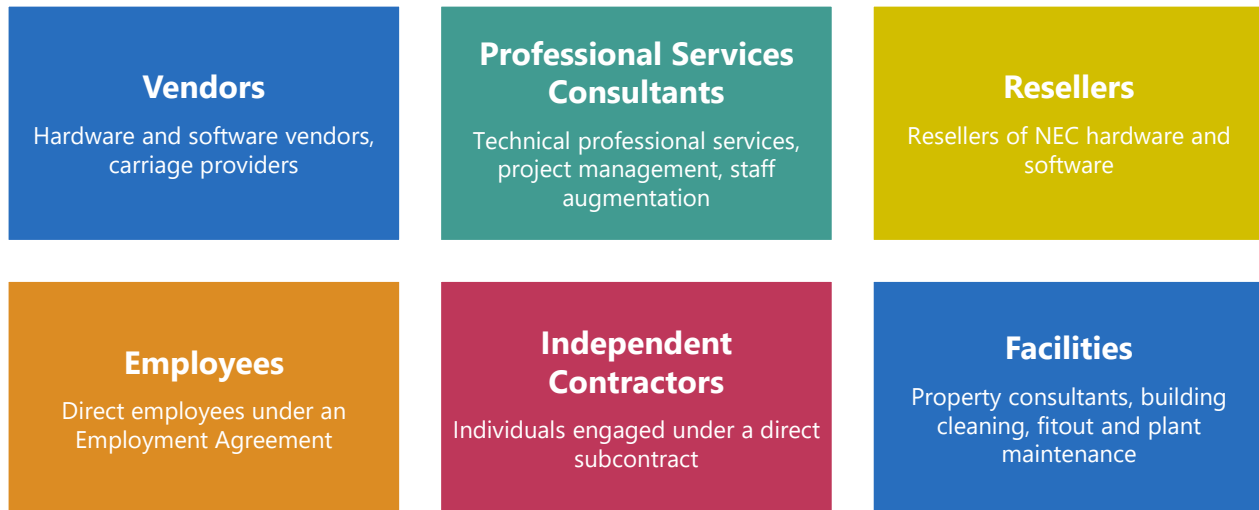 Vendors
Hardware and software vendors,
carriage providers
Professional Services
Consultants
Technical professional services,
project management, staff
augmentation
Resellers
Resellers of NEC hardware and
software
Employees
Direct employees under an
Employment Agreement
Independent
Contractors
Individuals engaged under a direct
subcontract
Facilities
Property consultants, building
cleaning, fitout and plant
maintenance